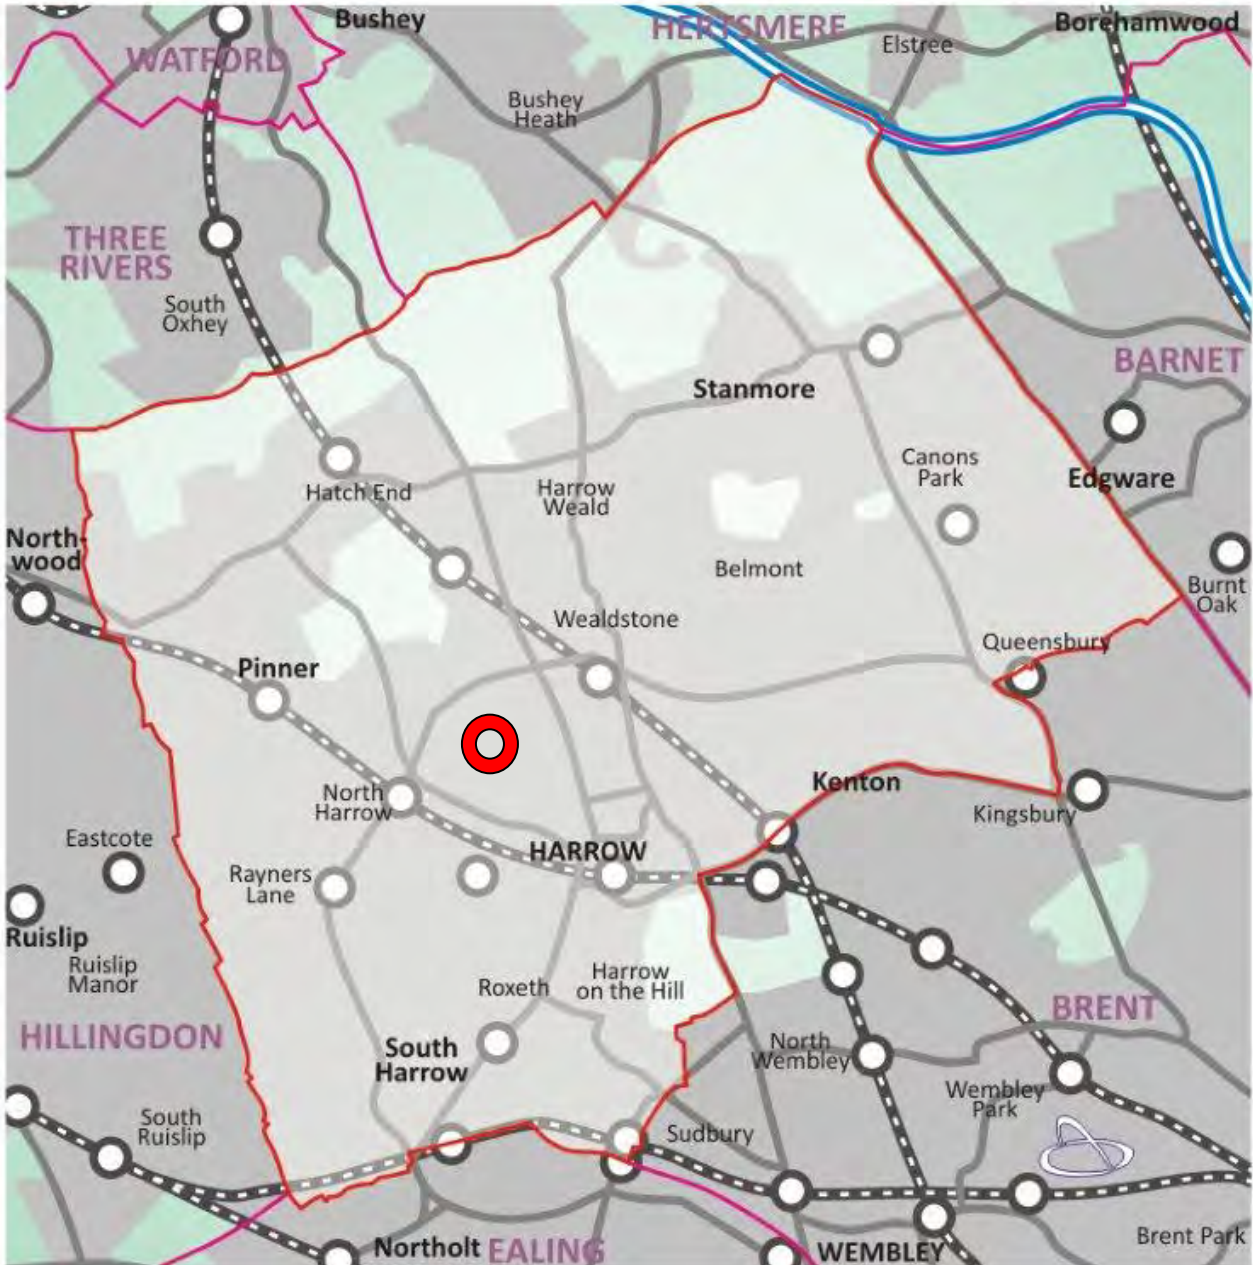 Bushey
HERTSMERE
Borehamwood
WATFORD
Elstree
Bushey
Heath
THREE
RIVERS
South
Oxhey
BARNET
Stanmore
Canons
Park
Edgware
Hatch End
Harrow
Weald
North-
wood
Belmont
Burnt
Oak
Wealdstone
Queensbury
Pinner
Kenton
North
Harrow
Kingsbury
Eastcote
HARROW
Rayners
Lane
Ruislip
Ruislip
Manor
Roxeth
Harrow
on the Hill
BRENT
HILLINGDON
South
Harrow
North
Wembley
Wembley
Park
South
Ruislip
Sudbury
Brent Park
Northolt
EALING
WEMBLEY